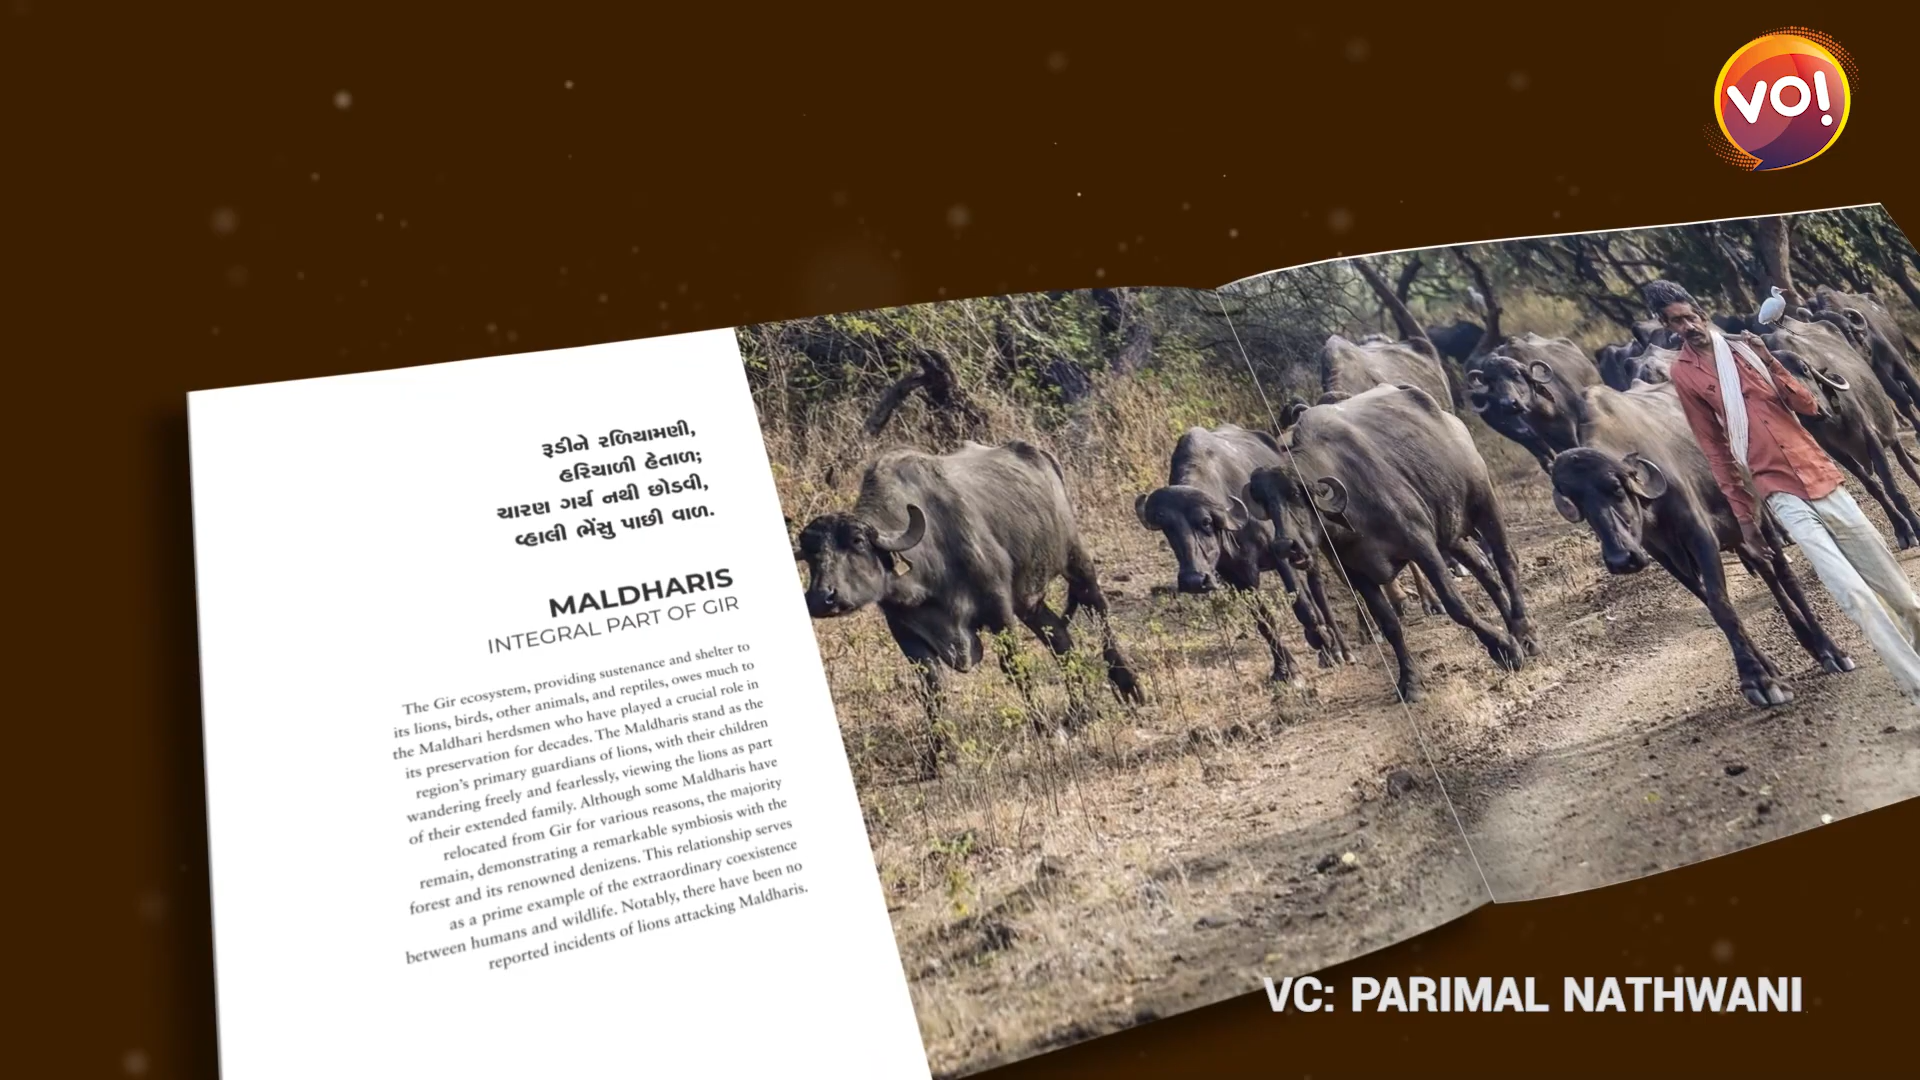 VO!
રૂડીને રળિયામણી,
હરિયાળી હેતાળ;
ચારણ ગર્ય નથી છોડવી,
વ્હાલી ભેંસુ પાછી વાળ.
MALDHARIS
INTEGRAL PART OF GIR
The Gir ecosystem, providing sustenance and shelter to
its lions, birds, other animals, and reptiles, owes much to
the Maldhari herdsmen who have played a crucial role in
its preservation for decades. The Maldharis stand as the
region's primary guardians of lions, with their children
wandering freely and fearlessly, viewing the lions as part
of their extended family. Although some Maldharis have
relocated from Gir for various reasons, the majority
remain, demonstrating a remarkable symbiosis with the
forest and its renowned denizens. This relationship serves
as a prime example of the extraordinary coexistence
between humans and wildlife. Notably, there have been no
reported incidents of lions attacking Maldharis.
VC: PARIMAL NATHWANI